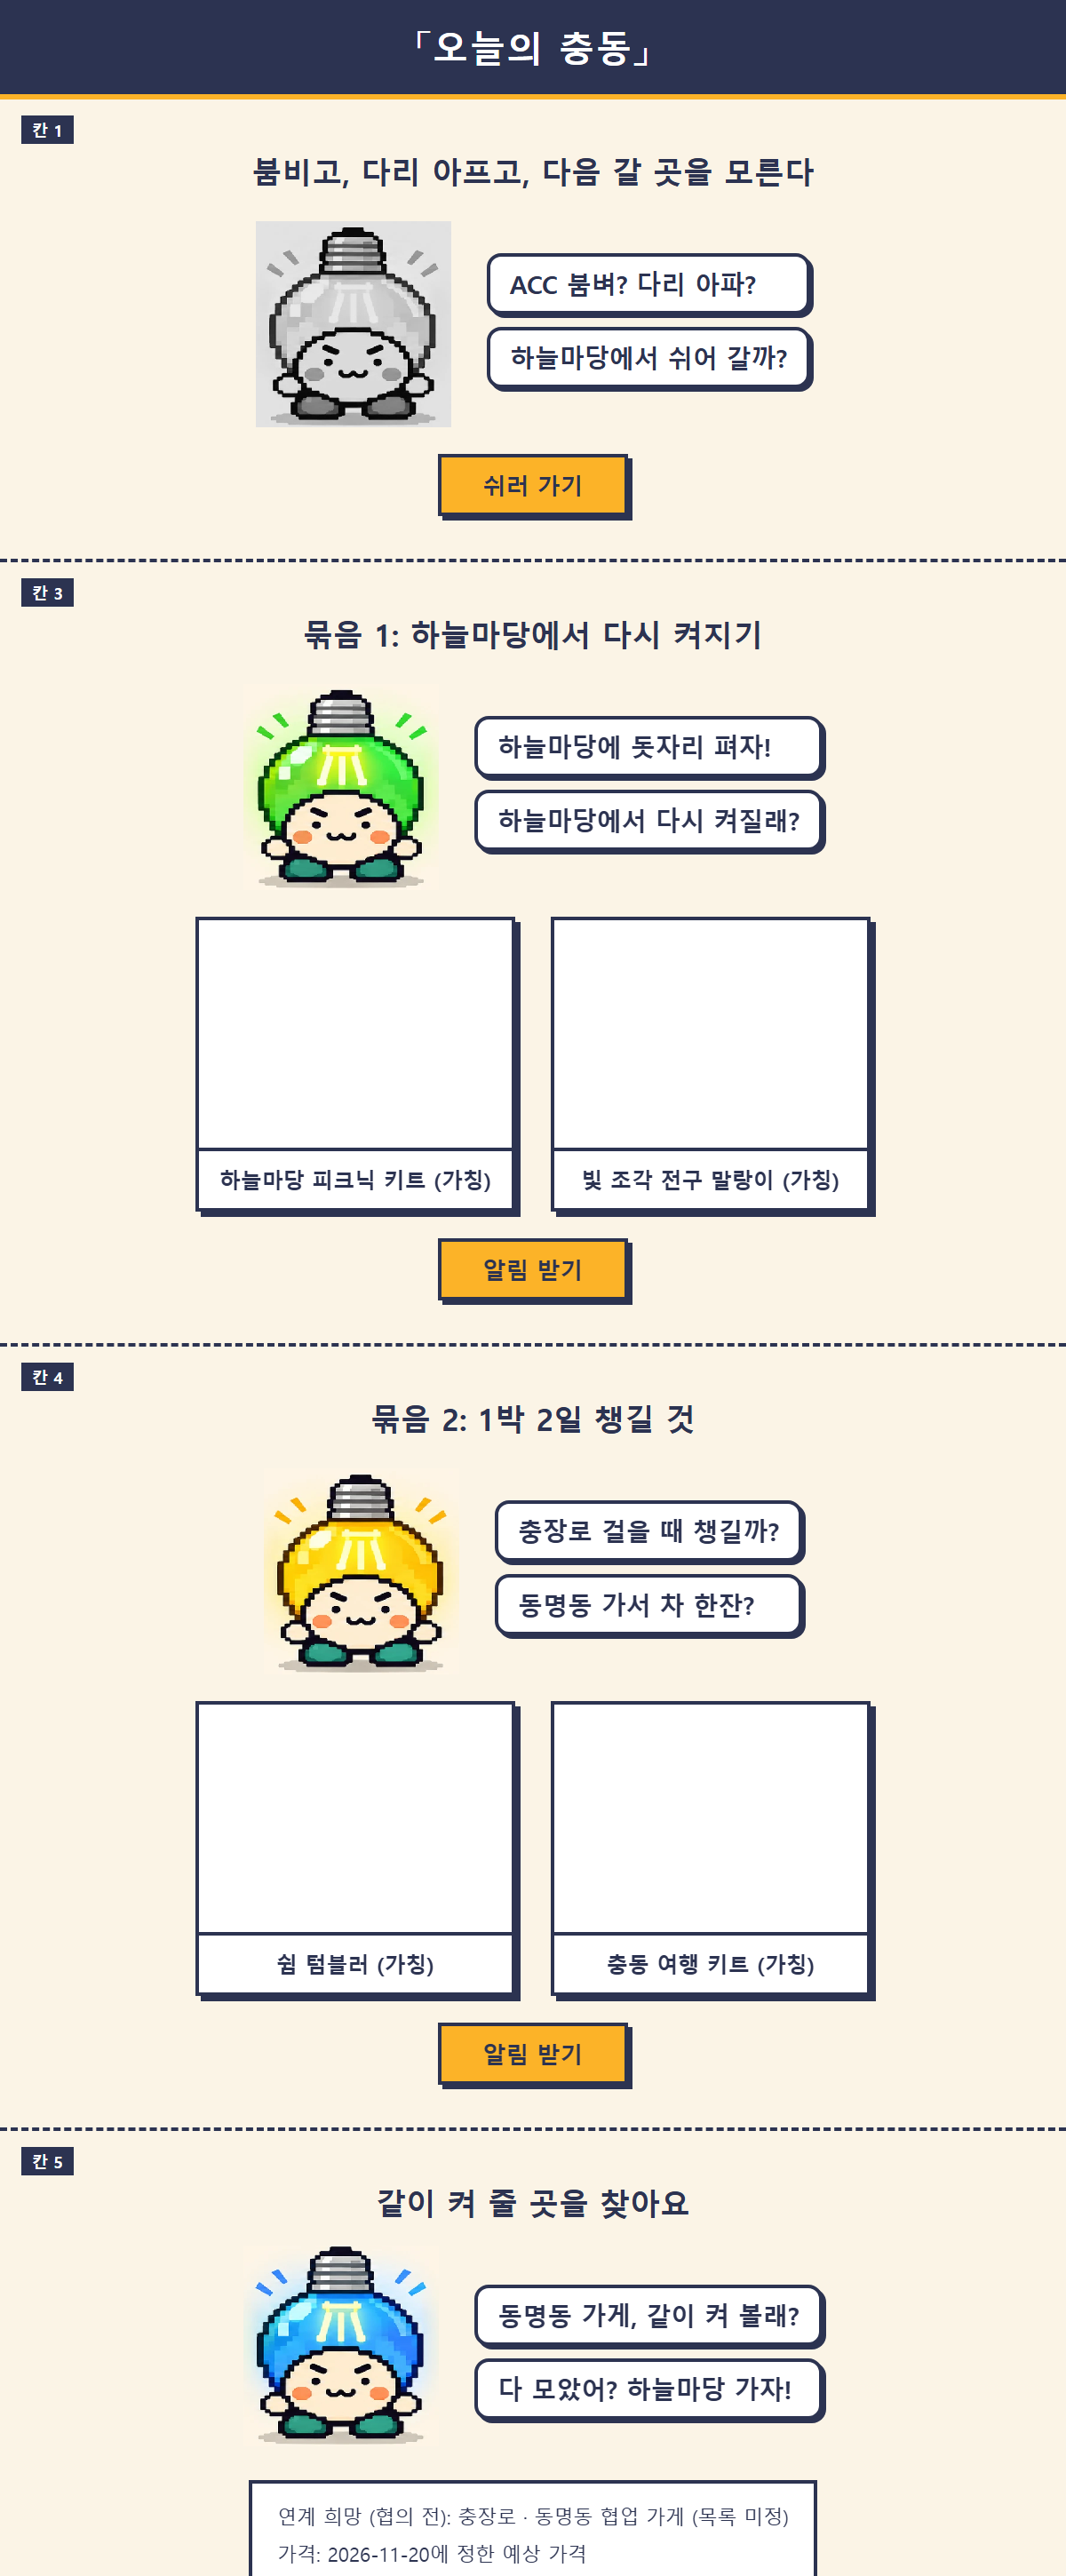 「오늘의 충동」
칸 1
붐비고, 다리 아프고, 다음 갈 곳을 모른다
ACC 붐벼? 다리 아파?
하늘마당에서 쉬어 갈까?
쉬러 가기
칸 3
묶음 1: 하늘마당에서 다시 켜지기
하늘마당에 돗자리 펴자!
하늘마당에서 다시 켜질래?
하늘마당 피크닉 키트 (가칭)
빛 조각 전구 말랑이 (가칭)
알림 받기
칸 4
묶음 2: 1박 2일 챙길 것
충장로 걸을 때 챙길까?
동명동 가서 차 한잔?
쉼 텀블러 (가칭)
충동 여행 키트 (가칭)
알림 받기
칸 5
같이 켜 줄 곳을 찾아요
동명동 가게, 같이 켜 볼래?
다 모았어? 하늘마당 가자!
연계 희망 (협의 전): 충장로 · 동명동 협업 가게 (목록 미정)
가격: 2026-11-20에 정한 예상 가격